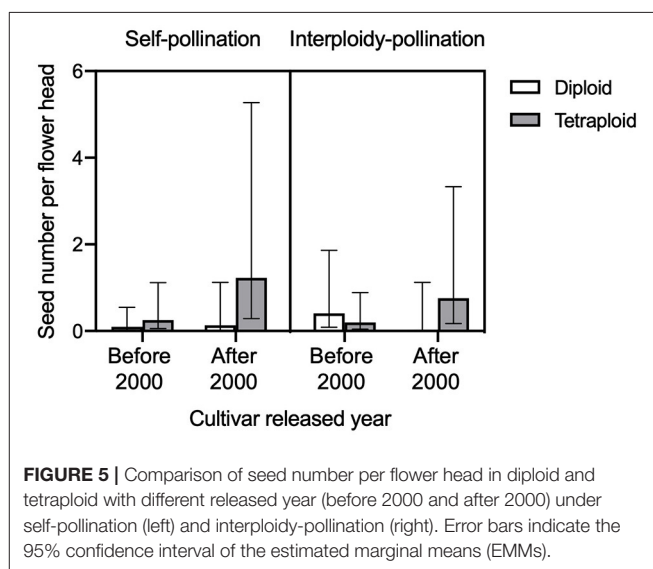 Self-pollination Interploidy-pollination
Seed number per flower head
6
4
2
0
Diploid
Tetraploid
Before 2000
After 2000
Before 2000
After 2000
Cultivar released year
FIGURE 5 | Comparison of seed number per flower head in diploid and
tetraploid with different released year (before 2000 and after 2000) under
self-pollination (left) and interploidy-pollination (right). Error bars indicate the
95% confidence interval of the estimated marginal means (EMMs).